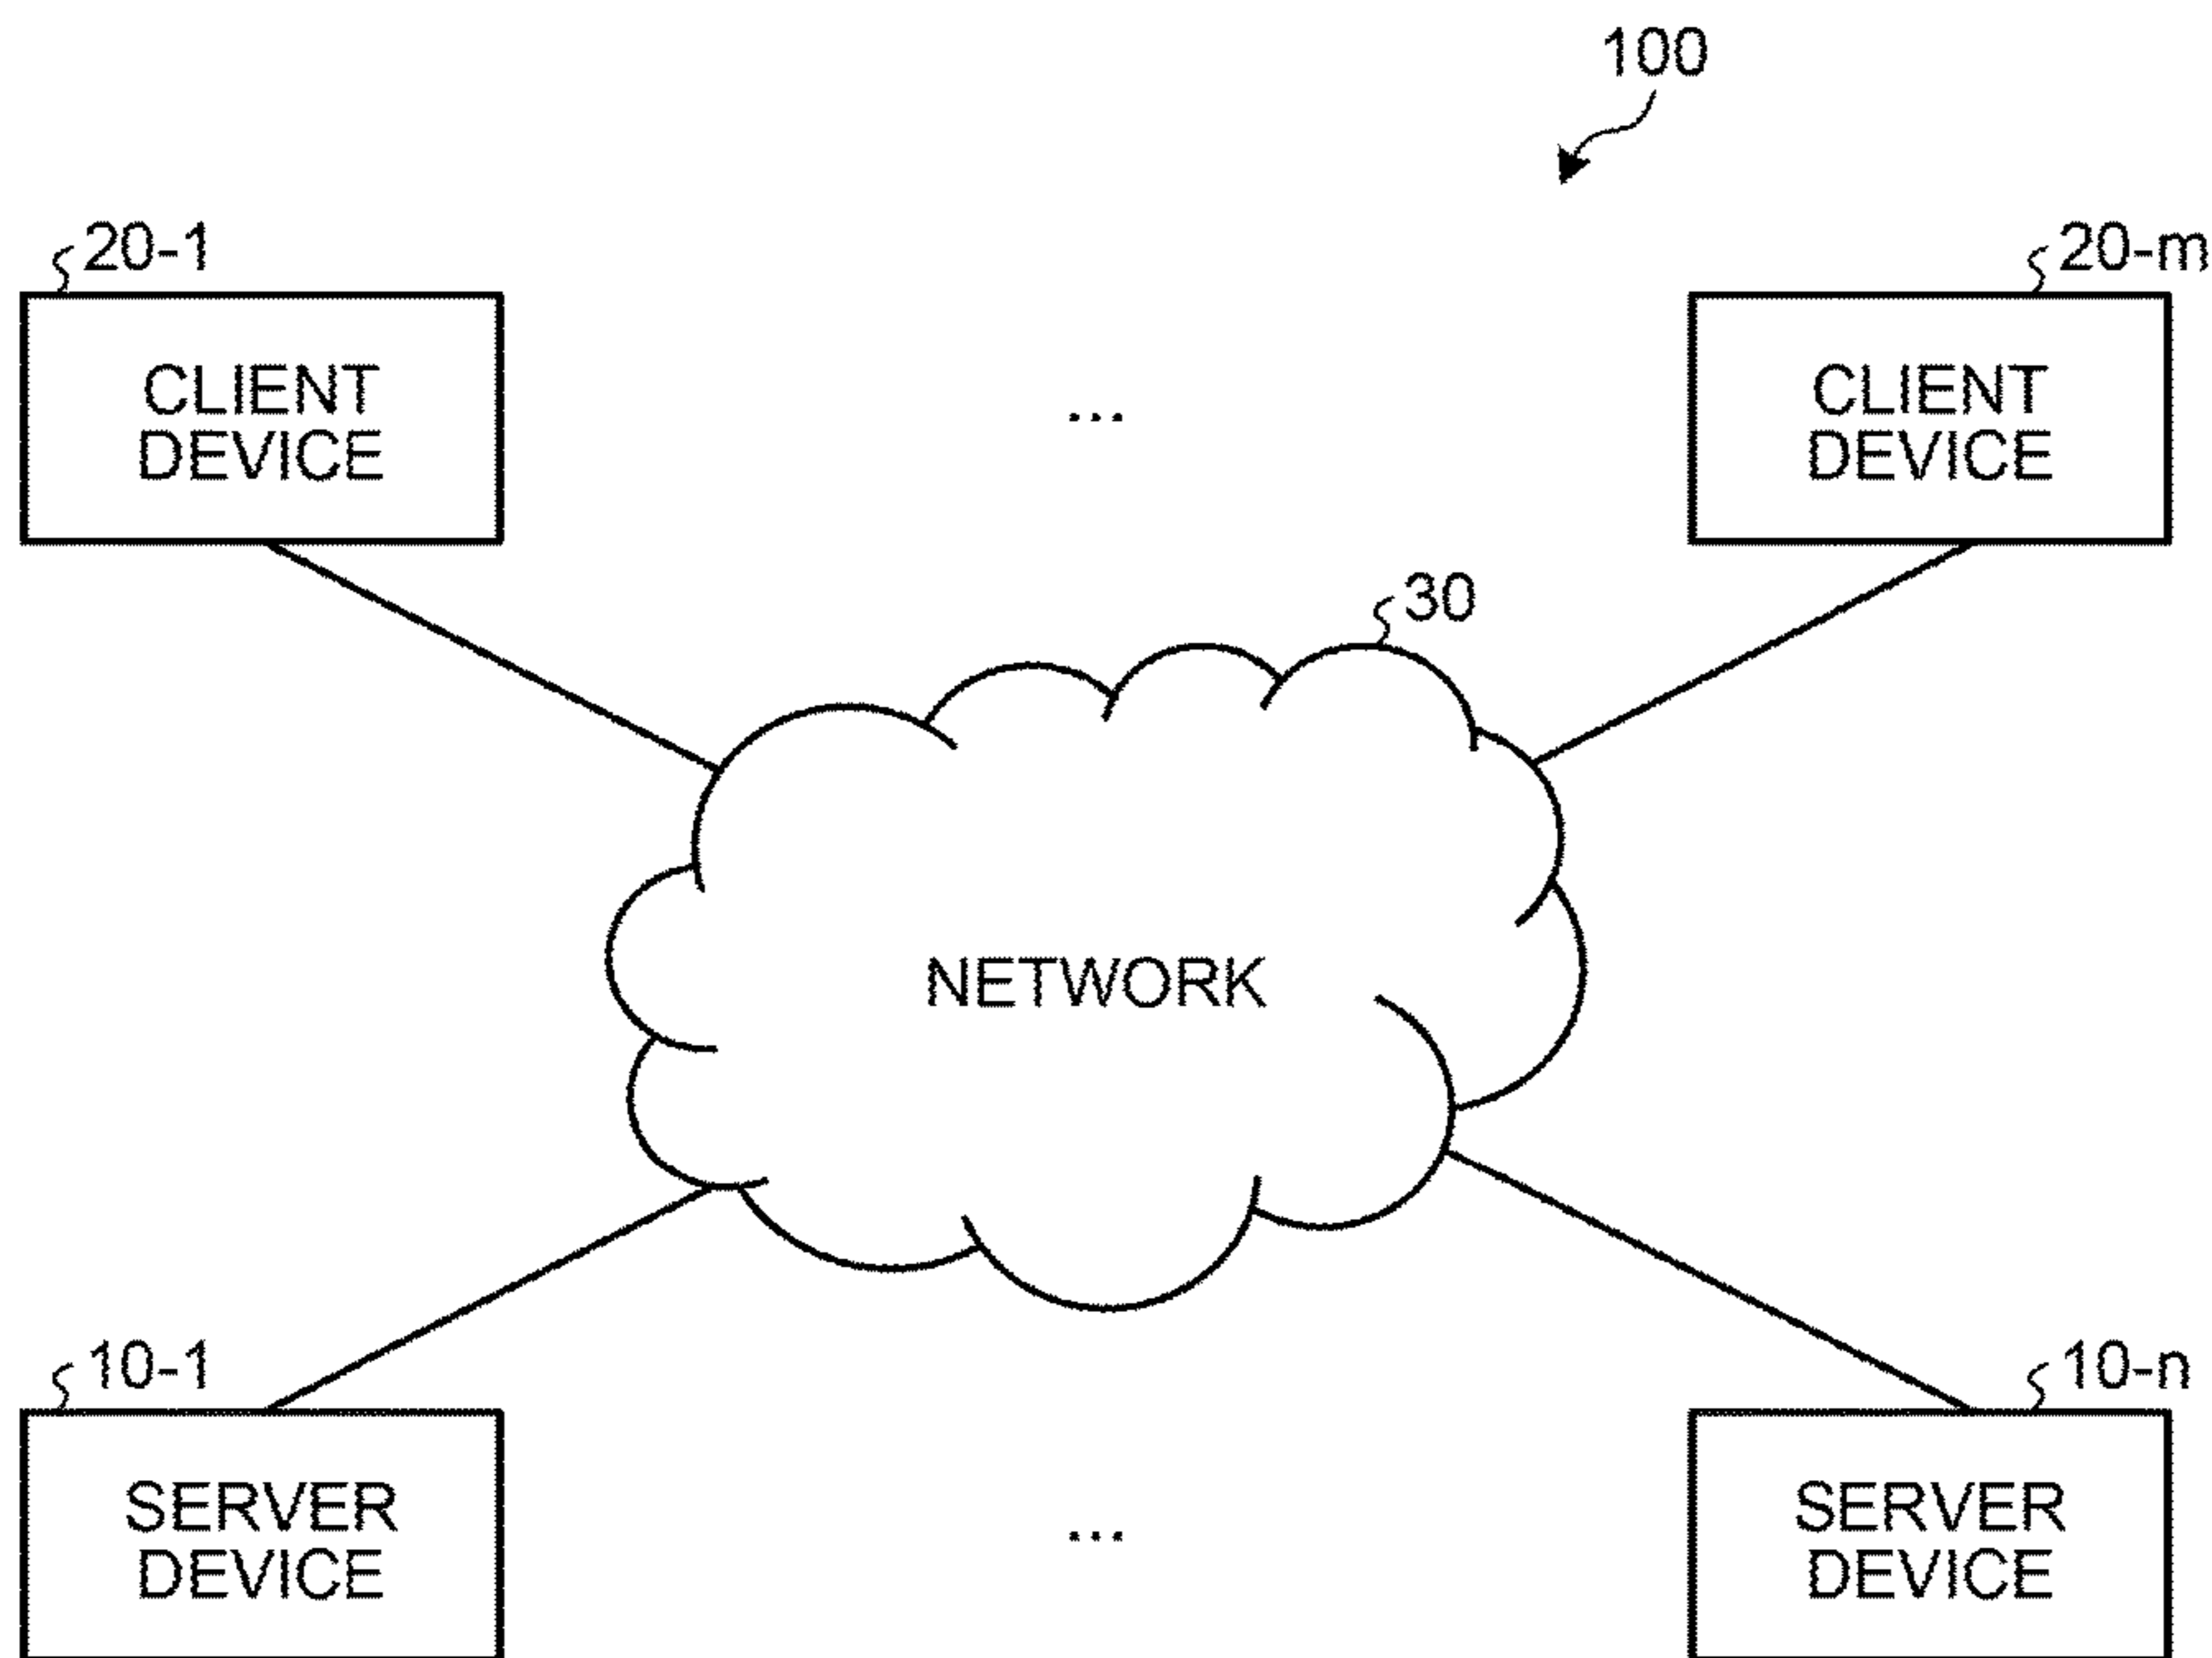 100
20-1
20-m
CLIENT
DEVICE
...
CLIENT
DEVICE
30
NETWORK
10-1
10-n
SERVER
DEVICE
...
SERVER
DEVICE